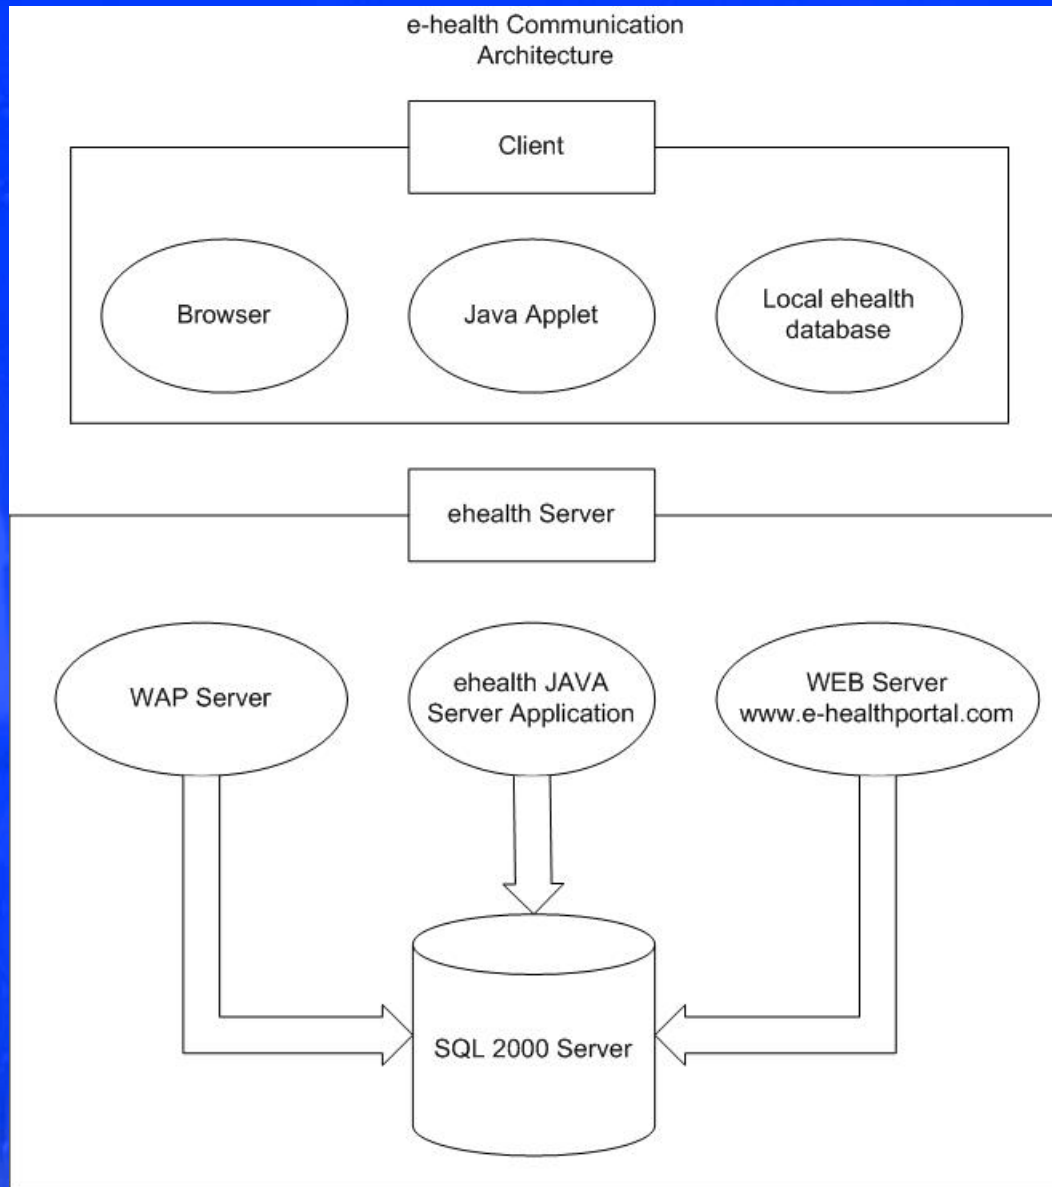 e-health Communication
Architecture
Client
Browser
Java Applet
Local ehealth
database
ehealth Server
WAP Server
ehealth JAVA
Server Application
WEB Server
www.e-healthportal.com
SQL 2000 Server